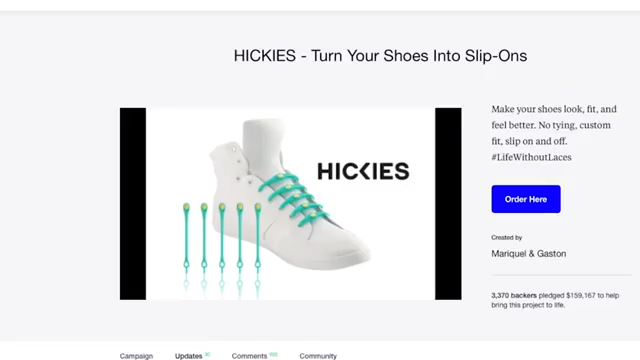 HICKIES - Turn Your Shoes Into Slip-Ons
HICKIES
Make your shoes look, fit, and
feel better. No tying, custom
fit, slip on and off.
#LifeWithoutLaces
Order Here
Created by
Mariquel & Gaston
3,370 backers pledged $159,167 to help
bring this project to life.
Campaign Updates Comments Community